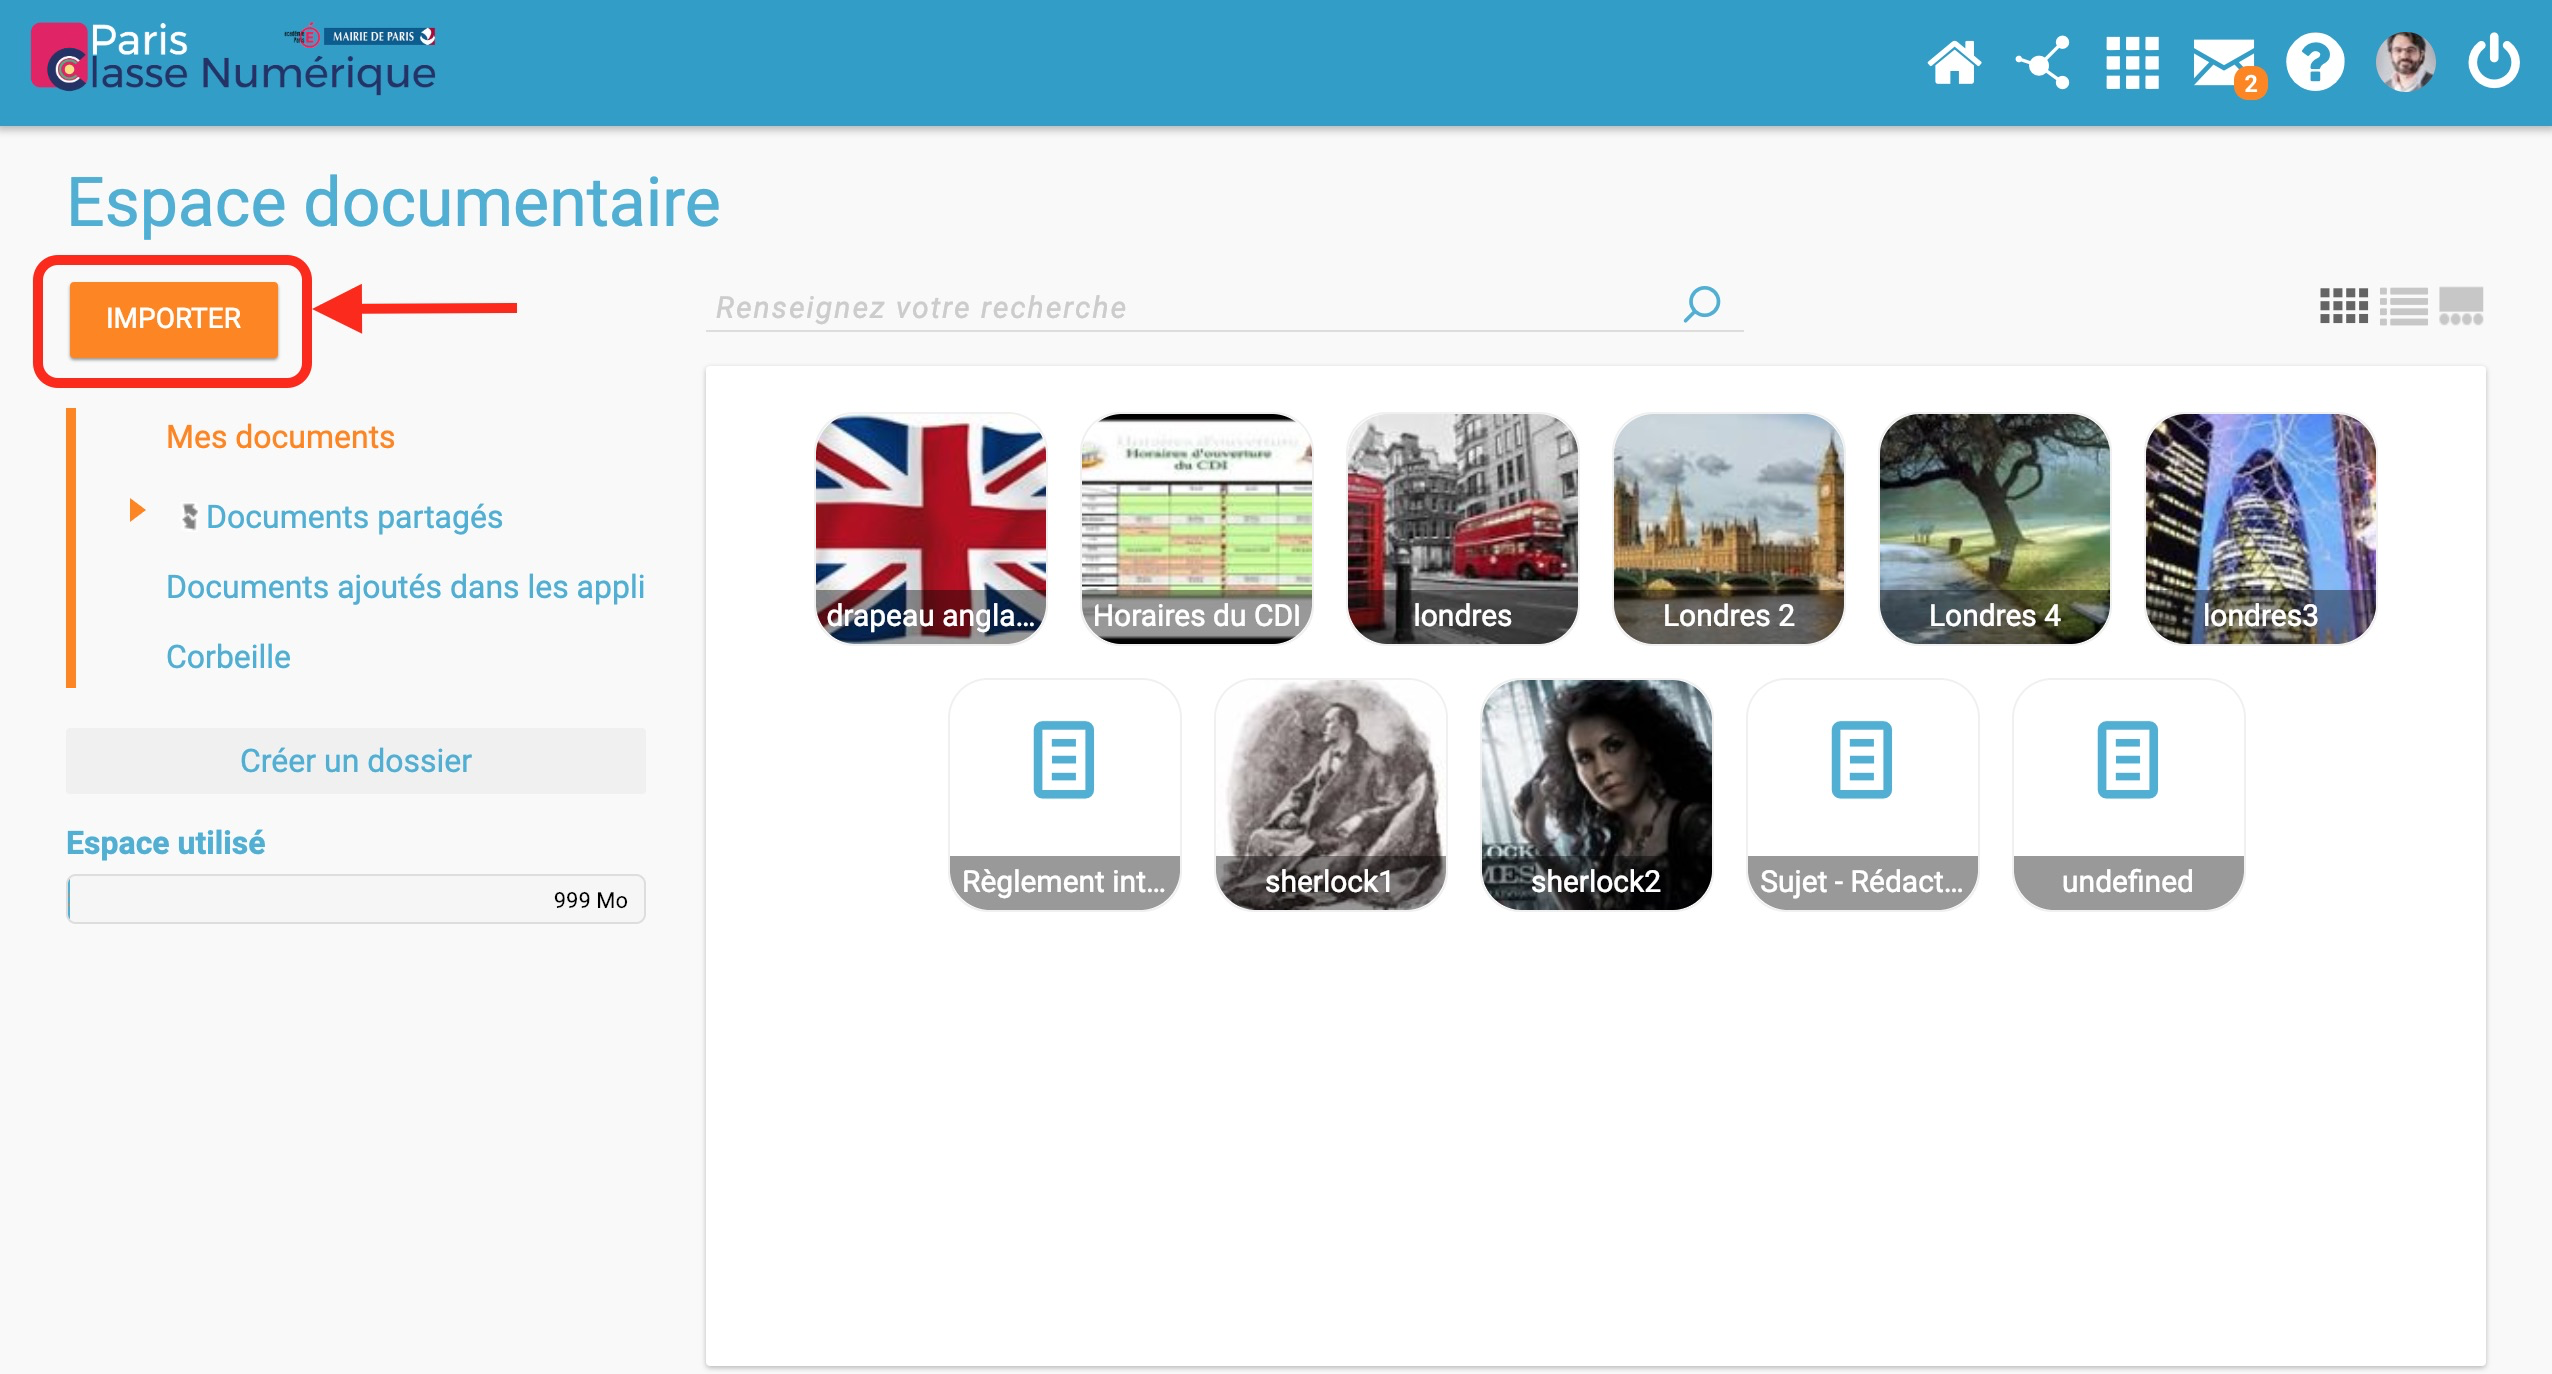 Paris
Classe Numérique
MAIRIE DE PARIS
2
Espace documentaire
IMPORTER
Renseignez votre recherche
Mes documents
Documents partagés
Documents ajoutés dans les appli
Corbeille
Créer un dossier
Espace utilisé
999 Mo
Horaires d'ouverture
du CDI
drapeau angla...
Horaires du CDI
londres
Londres 2
Londres 4
londres3
Règlement int...
sherlock1
sherlock2
Sujet - Rédact...
undefined